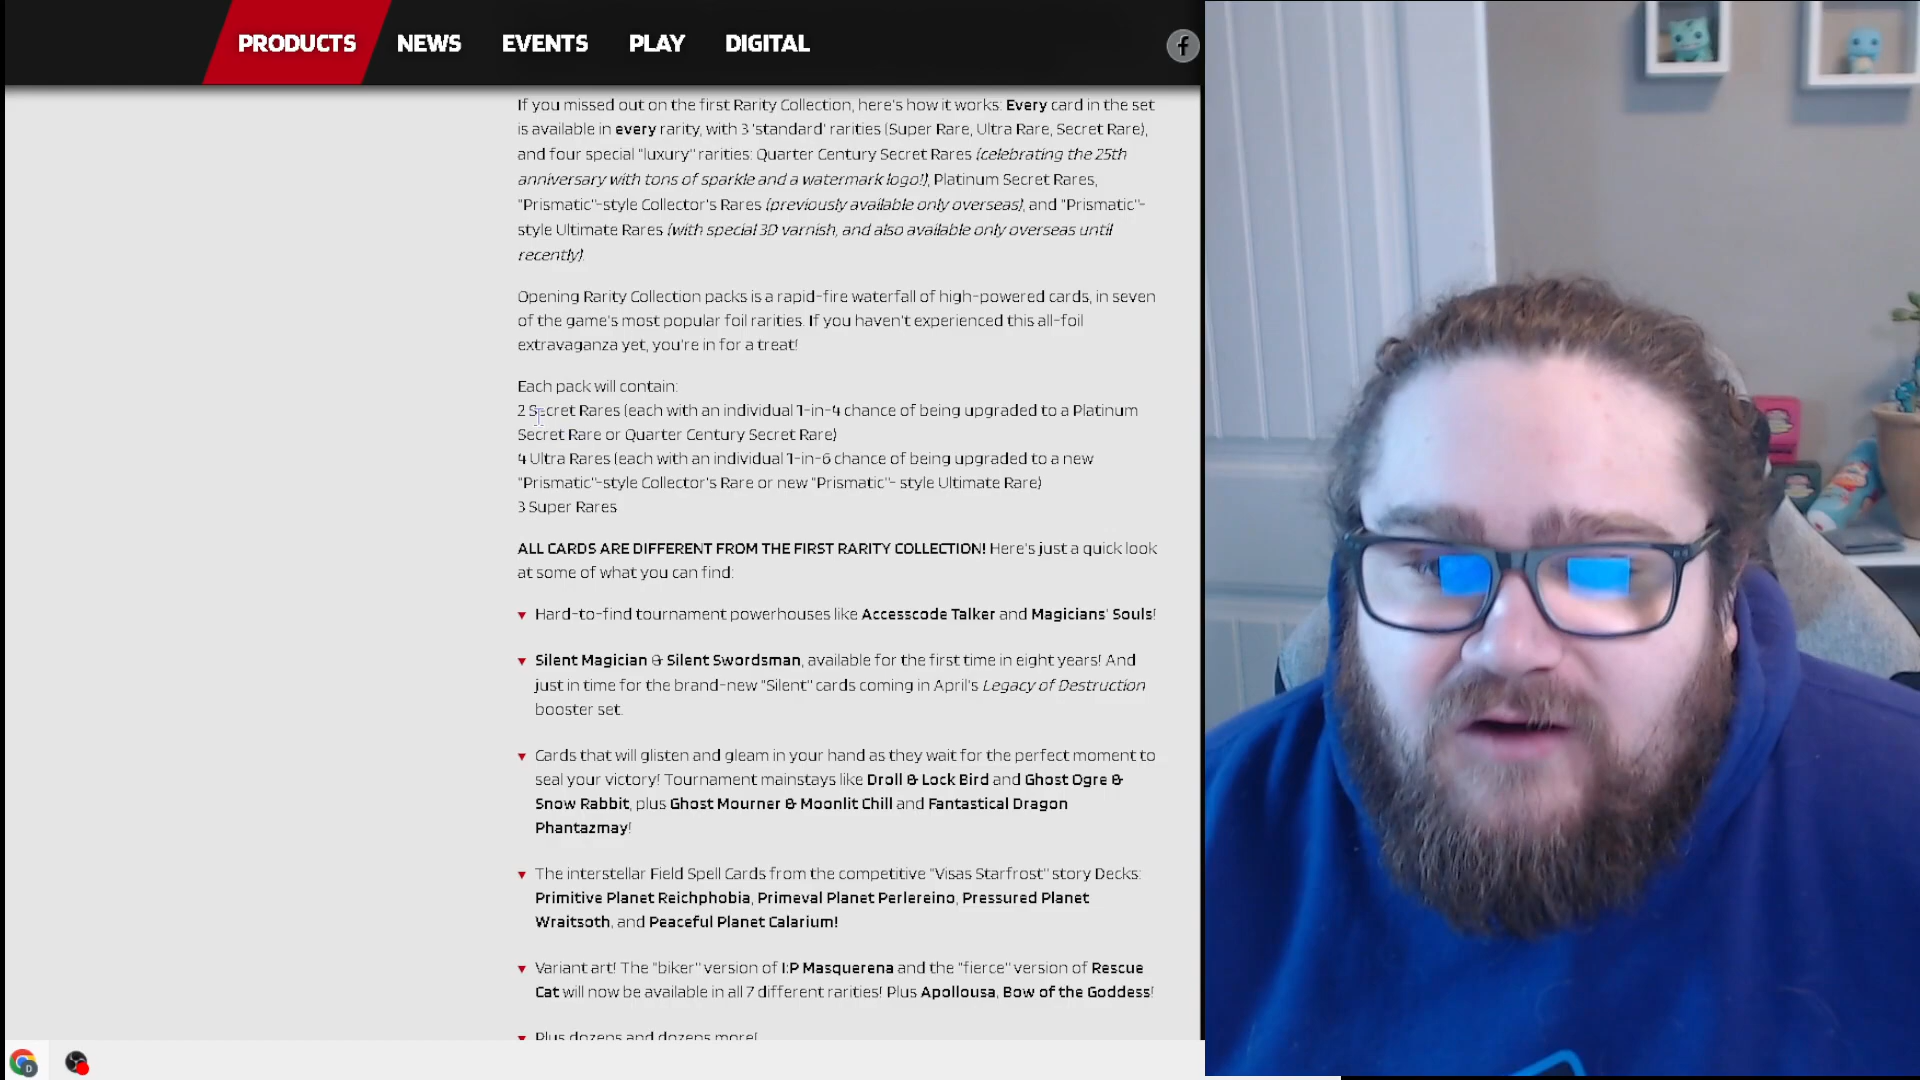 PRODUCTS NEWS EVENTS PLAY DIGITAL
If you missed out on the first Rarity Collection, here's how it works: Every card in the set
is available in every rarity, with 3 'standard' rarities (Super Rare, Ultra Rare, Secret Rare),
and four special "luxury" rarities: Quarter Century Secret Rares (celebrating the 25th
anniversary with tons of sparkle and a watermark logo!), Platinum Secret Rares,
"Prismatic"-style Collector's Rares (previously available only overseas), and "Prismatic"-
style Ultimate Rares (with special 3D varnish, and also available only overseas until
recently).
Opening Rarity Collection packs is a rapid-fire waterfall of high-powered cards, in seven
of the game's most popular foil rarities. If you haven't experienced this all-foil
extravaganza yet, you're in for a treat!
Each pack will contain:
2 Secret Rares (each with an individual 1-in-4 chance of being upgraded to a Platinum
Secret Rare or Quarter Century Secret Rare)
4 Ultra Rares (each with an individual 1-in-6 chance of being upgraded to a new
"Prismatic"-style Collector's Rare or new "Prismatic"- style Ultimate Rare)
3 Super Rares
ALL CARDS ARE DIFFERENT FROM THE FIRST RARITY COLLECTION! Here's just a quick look
at some of what you can find:
Hard-to-find tournament powerhouses like Accesscode Talker and Magicians' Souls!
Silent Magician & Silent Swordsman, available for the first time in eight years! And
just in time for the brand-new "Silent" cards coming in April's Legacy of Destruction
booster set.
Cards that will glisten and gleam in your hand as they wait for the perfect moment to
seal your victory! Tournament mainstays like Droll & Lock Bird and Ghost Ogre &
Snow Rabbit, plus Ghost Mourner & Moonlit Chill and Fantastical Dragon
Phantazmay!
The interstellar Field Spell Cards from the competitive "Visas Starfrost" story Decks:
Primitive Planet Reichphobia, Primeval Planet Perlereino, Pressured Planet
Wraitsoth, and Peaceful Planet Calarium!
Variant art! The "biker" version of I:P Masquerena and the "fierce" version of Rescue
Cat will now be available in all 7 different rarities! Plus Apollousa, Bow of the Goddess!
Plus dozens and dozens more!